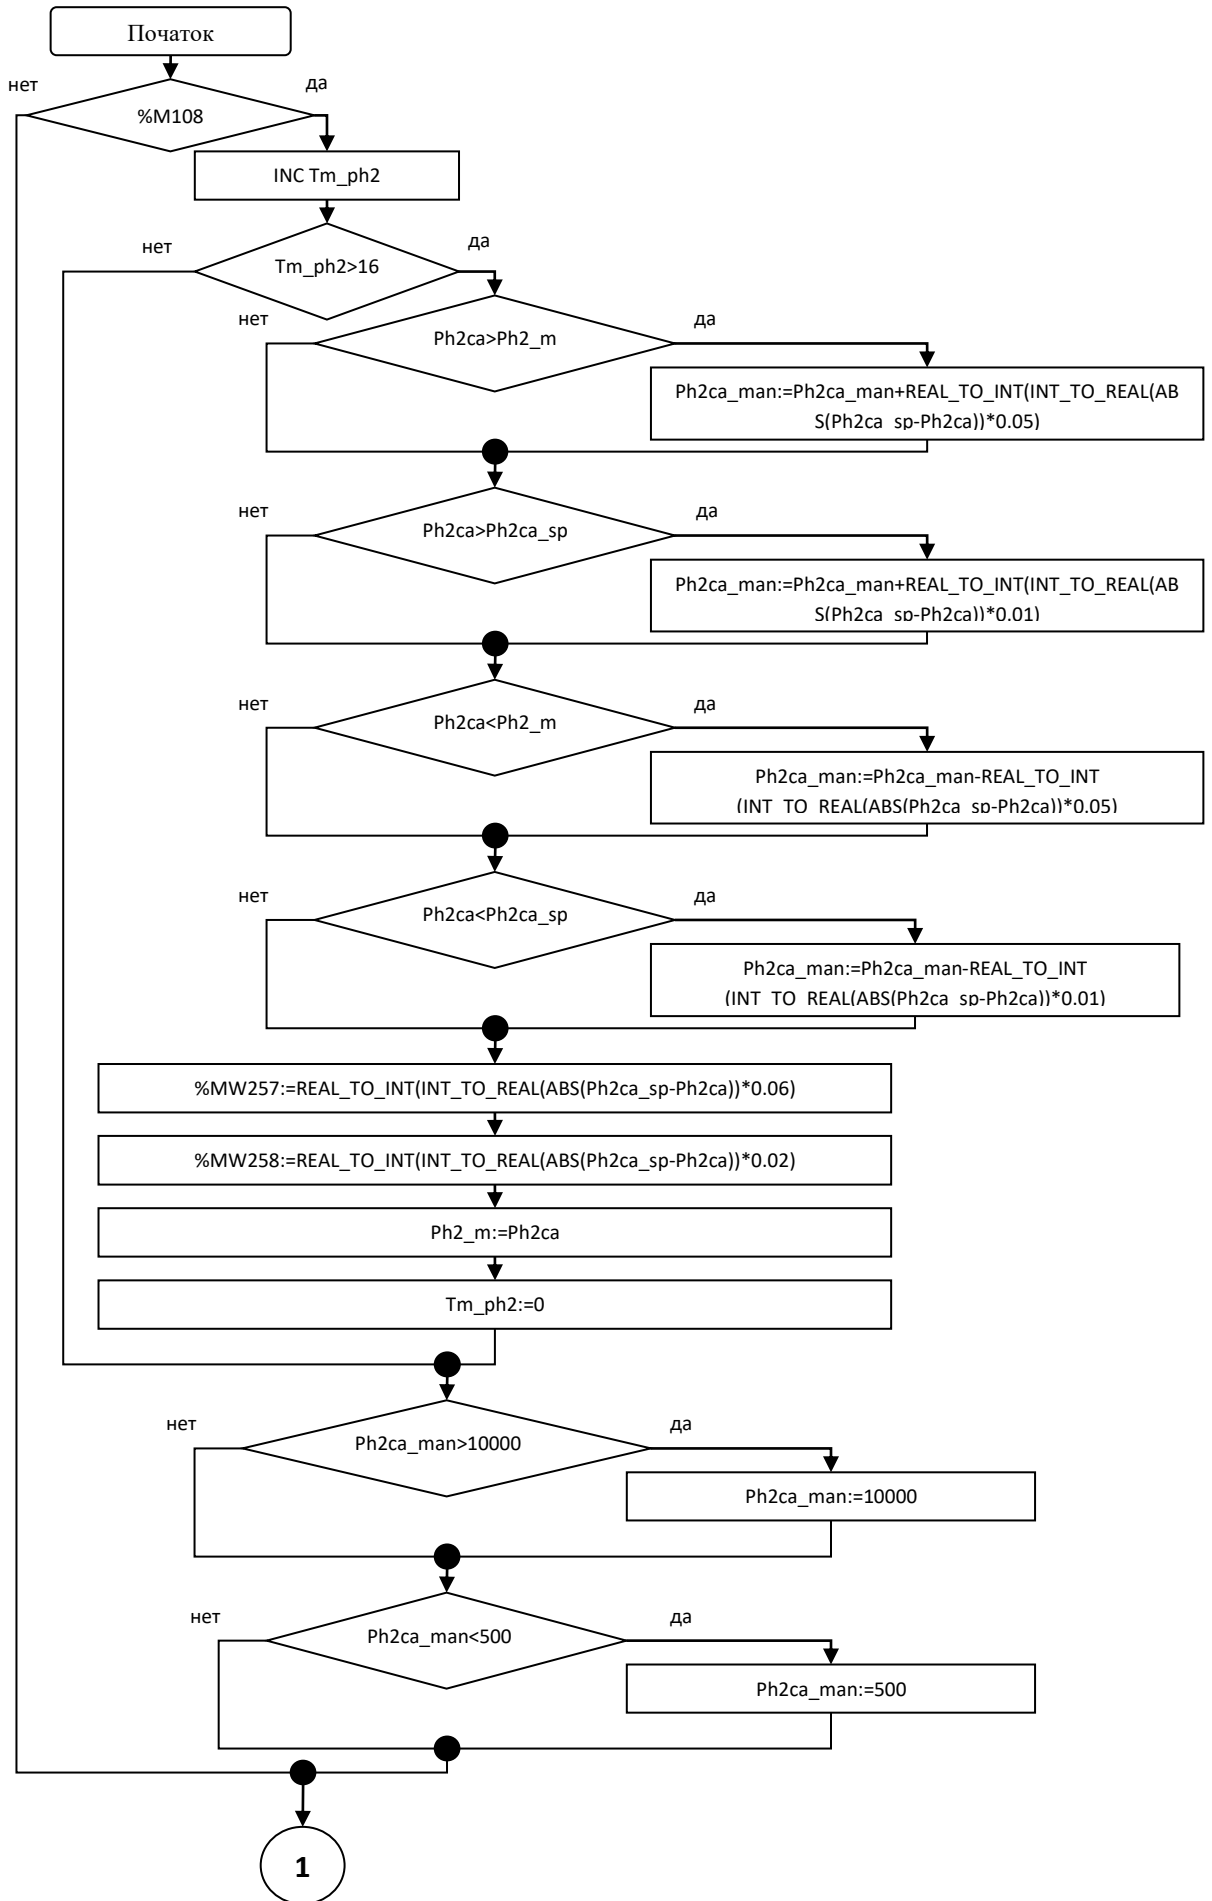 Початок
нет
да
%M108
INC Tm_ph2
нет
да
Tm_ph2>16
нет
да
Ph2ca>Ph2_m
Ph2ca_man:=Ph2ca_man+REAL_TO_INT(INT_TO_REAL(AB
S(Ph2ca_sp-Ph2ca))*0.05)
нет
да
Ph2ca>Ph2ca_sp
Ph2ca_man:=Ph2ca_man+REAL_TO_INT(INT_TO_REAL(AB
S(Ph2ca_sp-Ph2ca))*0.01)
нет
да
Ph2ca<Ph2_m
Ph2ca_man:=Ph2ca_man-REAL_TO_INT
(INT_TO_REAL(ABS(Ph2ca_sp-Ph2ca))*0.05)
нет
да
Ph2ca<Ph2ca_sp
Ph2ca_man:=Ph2ca_man-REAL_TO_INT
(INT_TO_REAL(ABS(Ph2ca_sp-Ph2ca))*0.01)
%MW257:=REAL_TO_INT(INT_TO_REAL(ABS(Ph2ca_sp-Ph2ca))*0.06)
%MW258:=REAL_TO_INT(INT_TO_REAL(ABS(Ph2ca_sp-Ph2ca))*0.02)
Ph2_m:=Ph2ca
Tm_ph2:=0
нет
да
Ph2ca_man>10000
Ph2ca_man:=10000
нет
да
Ph2ca_man<500
Ph2ca_man:=500
1